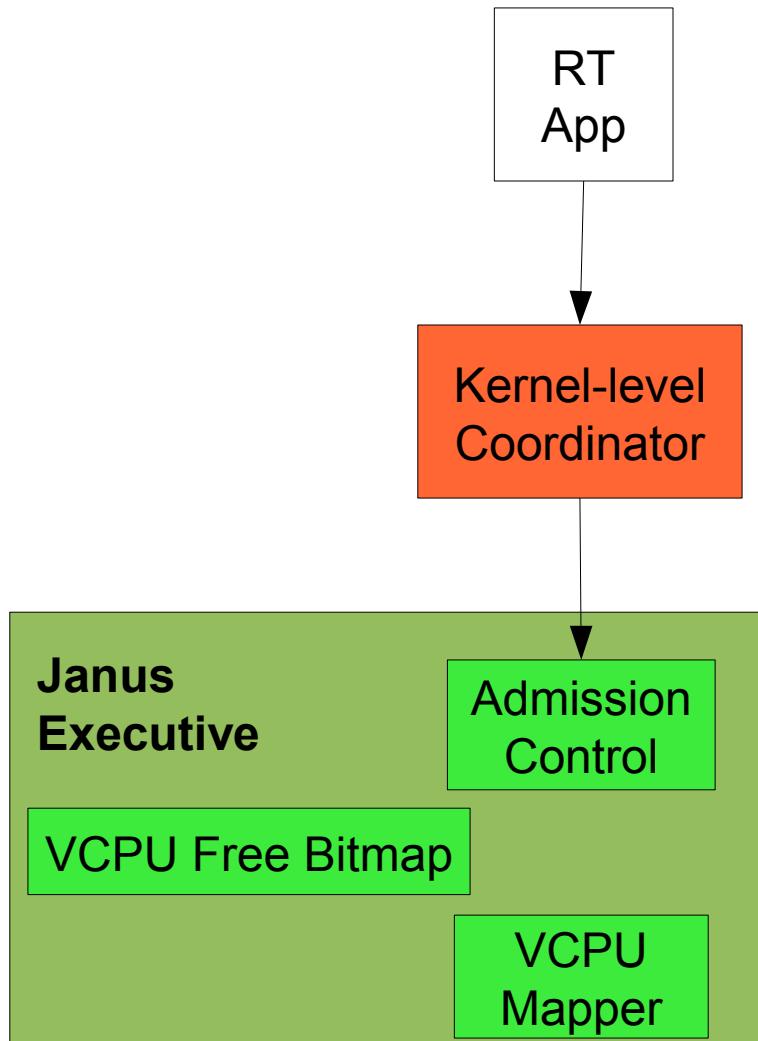 RT
App
Kernel-level
Coordinator
Janus
Executive
Admission
Control
VCPU Free Bitmap
VCPU
Mapper